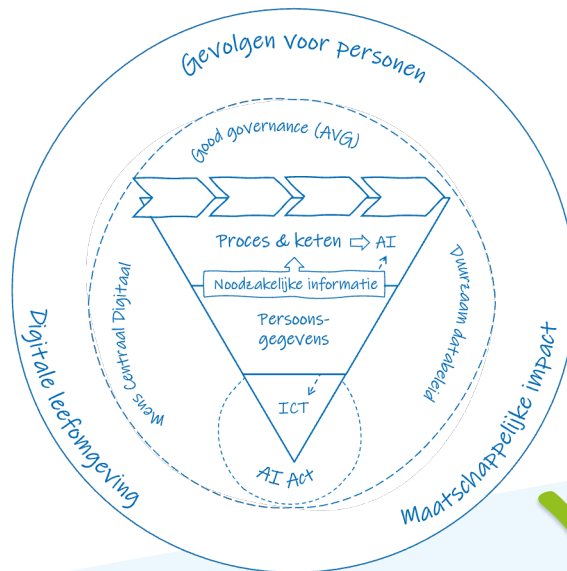 Gevolgen voor personen
Good governance (AVG)
Proces & keten AI
Noodzakelijke informatie
Persoons-
gegevens
ICT
AI Act
Mens Centraal Digitaal
Duurzaam databeleid
Digitale leefomgeving
Maatschappelijke impact